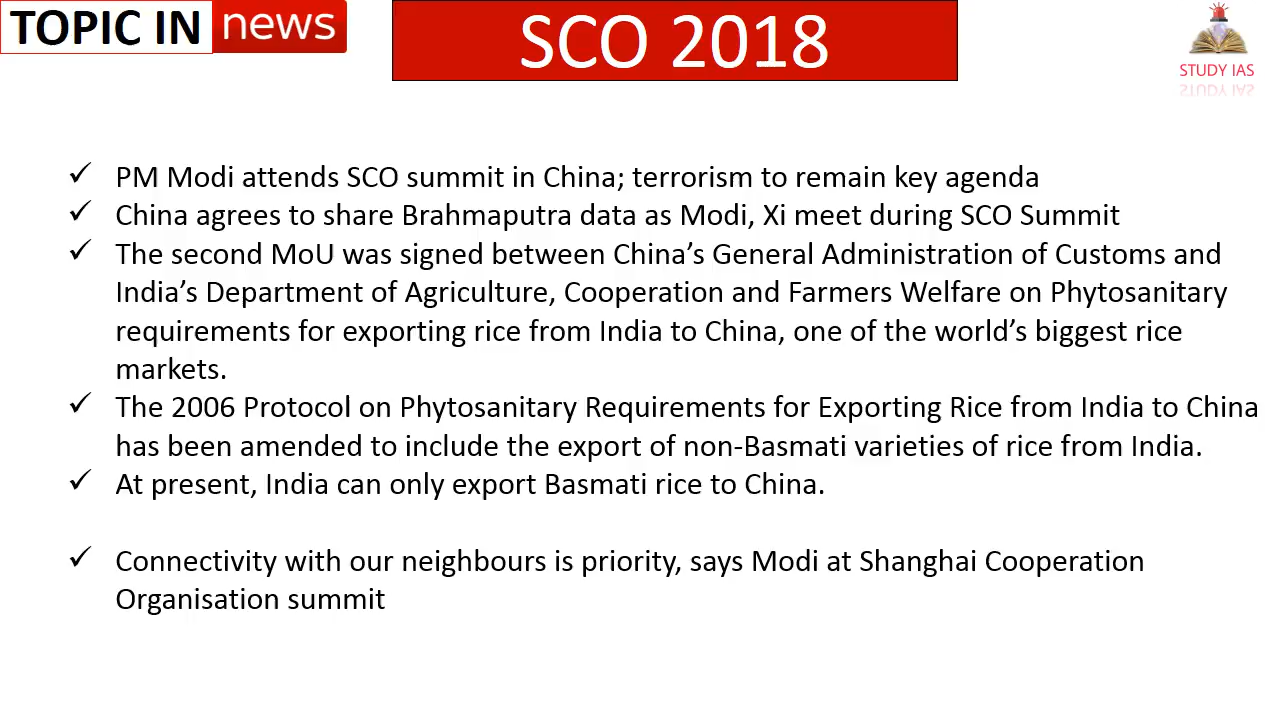 TOPIC IN news
SCO 2018
STUDY IAS
✓ PM Modi attends SCO summit in China; terrorism to remain key agenda
✓ China agrees to share Brahmaputra data as Modi, Xi meet during SCO Summit
✓ The second MoU was signed between China’s General Administration of Customs and
India’s Department of Agriculture, Cooperation and Farmers Welfare on Phytosanitary
requirements for exporting rice from India to China, one of the world’s biggest rice
markets.
✓ The 2006 Protocol on Phytosanitary Requirements for Exporting Rice from India to China
has been amended to include the export of non-Basmati varieties of rice from India.
✓ At present, India can only export Basmati rice to China.
✓ Connectivity with our neighbours is priority, says Modi at Shanghai Cooperation
Organisation summit